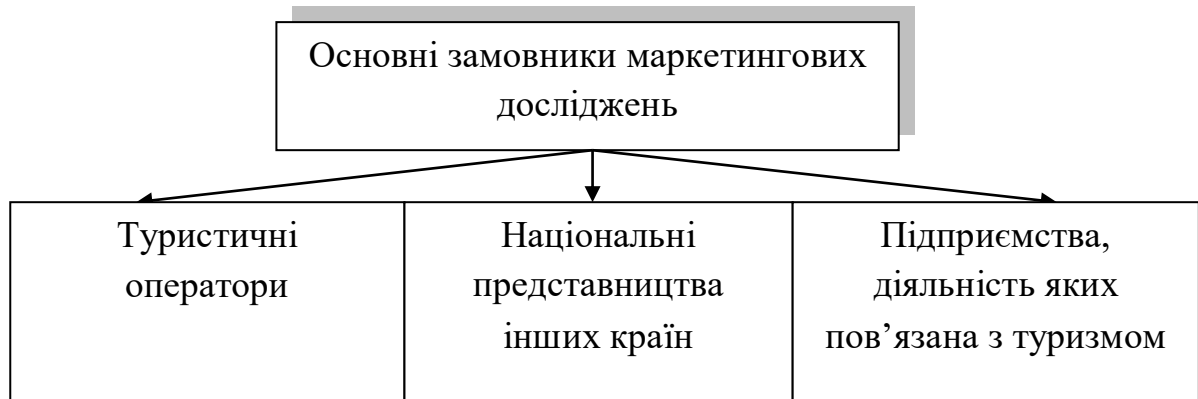 Основні замовники маркетингових
досліджень
Туристичні
оператори
Національні
представництва
інших країн
Підприємства,
діяльність яких
пов’язана з туризмом